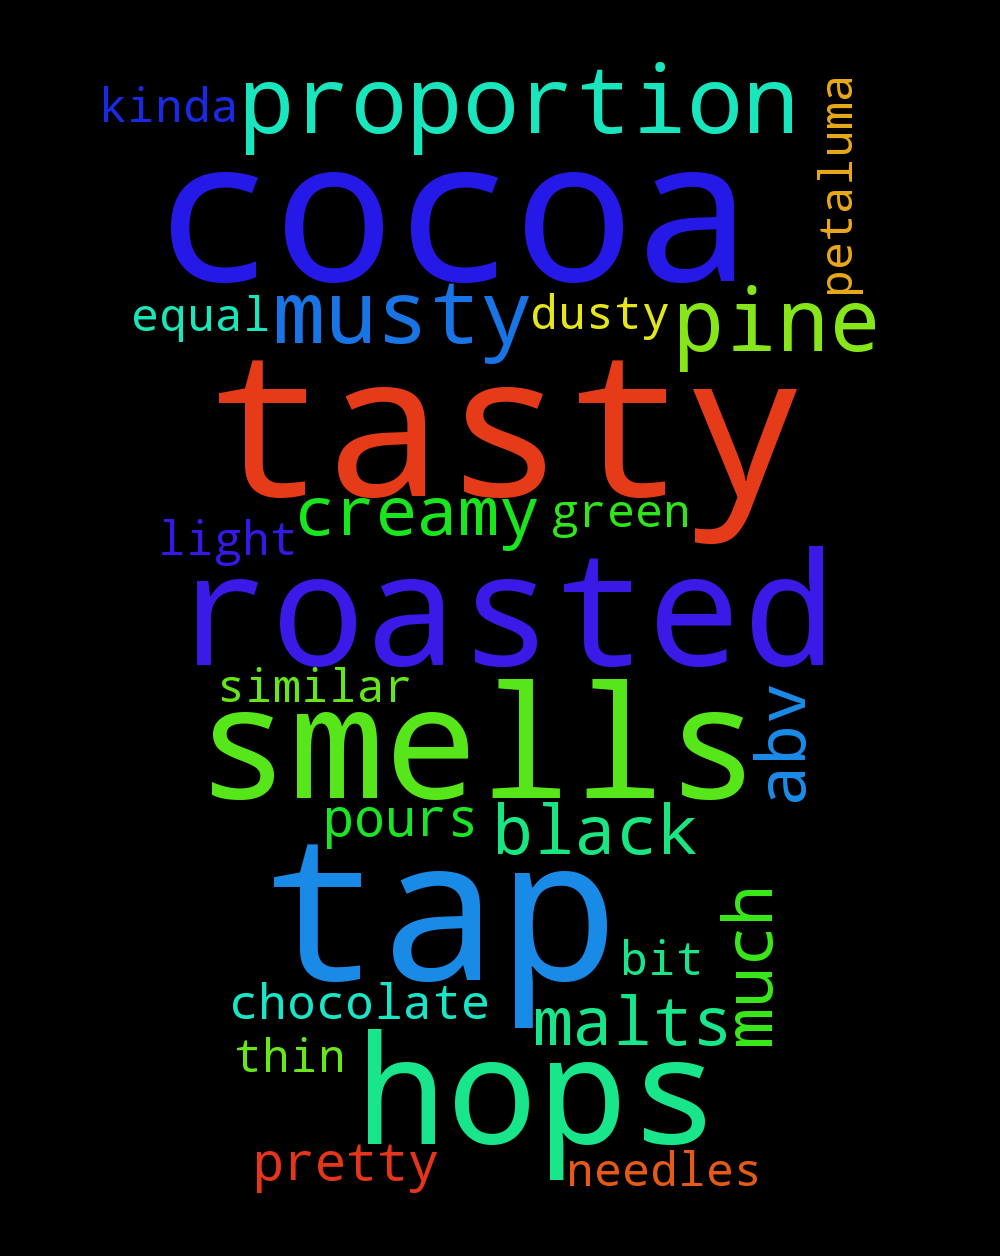 kinda proportion
petaluma
cocoa
equal musty dusty pine
tasty
creamy green
light
roasted
similar
smells
abv
pours black
tap
much
bit
chocolate malts
thin hops
pretty needles